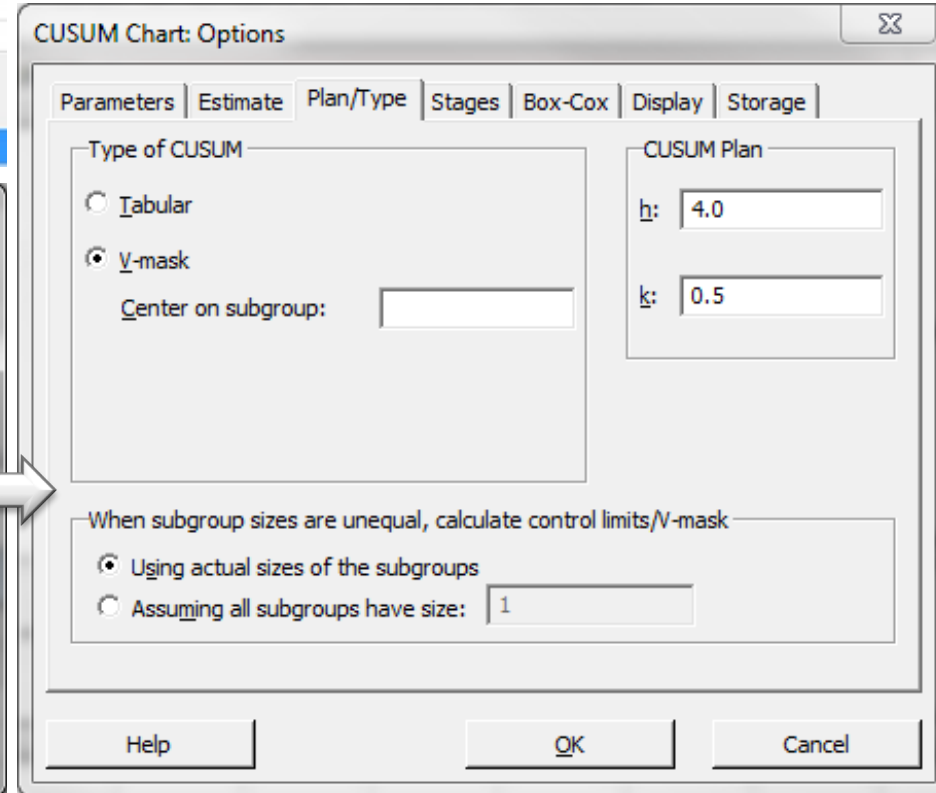 CUSUM Chart: Options
Parameters Estimate Plan/Type Stages Box-Cox Display Storage
Type of CUSUM
Tabular
V-mask
Center on subgroup:
CUSUM Plan
h: 4.0
k: 0.5
When subgroup sizes are unequal, calculate control limits/V-mask
Using actual sizes of the subgroups
Assuming all subgroups have size: 1
Help OK Cancel